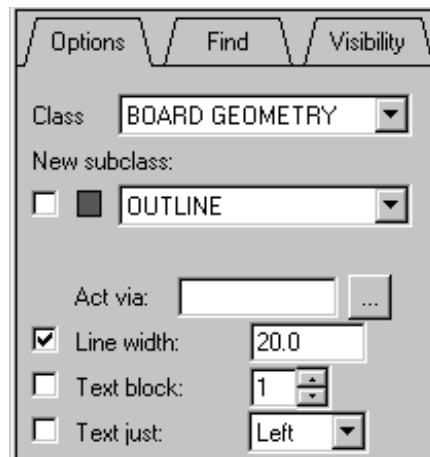 Options Find Visibility
Class BOARD GEOMETRY
New subclass:
OUTLINE
Act via: ...
Line width: 20.0
Text block: 1
Text just: Left